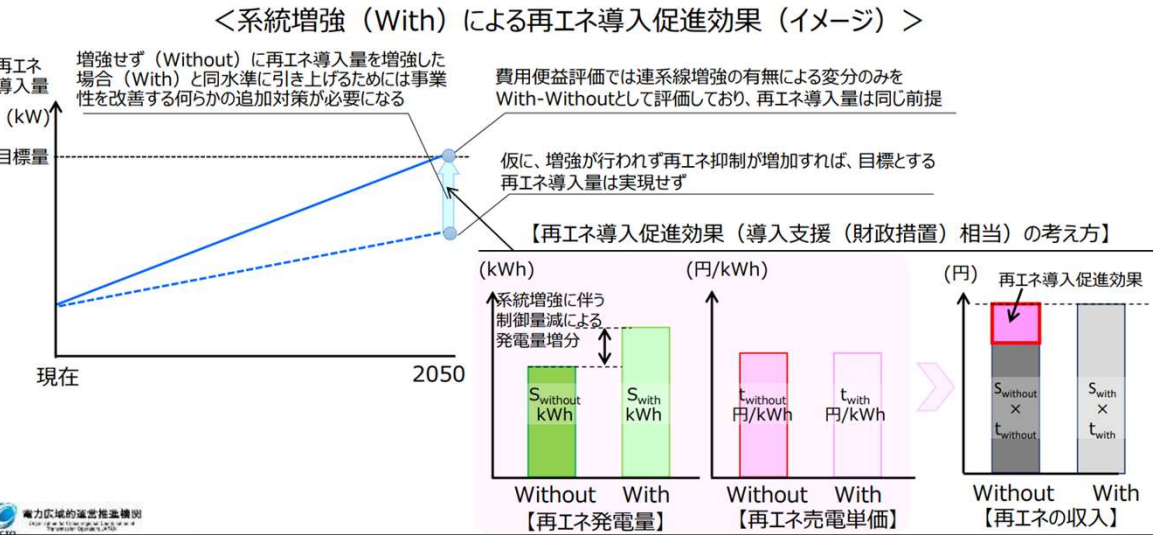 <系統増強（With）による再エネ導入促進効果（イメージ）>
再エネ
導入量
(kW)
目標量
増強せず（Without）に再エネ導入量を増強した
場合（With）と同水準に引き上げるためには事業
性を改善する何らかの追加対策が必要になる
費用便益評価では連系線増強の有無による変分のみを
With-Withoutとして評価しており、再エネ導入量は同じ前提
仮に、増強が行われず再エネ抑制が増加すれば、目標とする
再エネ導入量は実現せず
現在
2050
【再エネ導入促進効果（導入支援（財政措置）相当）の考え方】
(kWh)
系統増強に伴う
制御量減による
発電量増分
Swithout
kWh
Swith
kWh
Without With
【再エネ発電量】
(円/kWh)
twithout
円/kWh
twith
円/kWh
Without With
【再エネ売電単価】
(円)
再エネ導入促進効果
Swithout
×
twithout
Swith
×
twith
Without With
【再エネの収入】
電力広域的運営推進機関